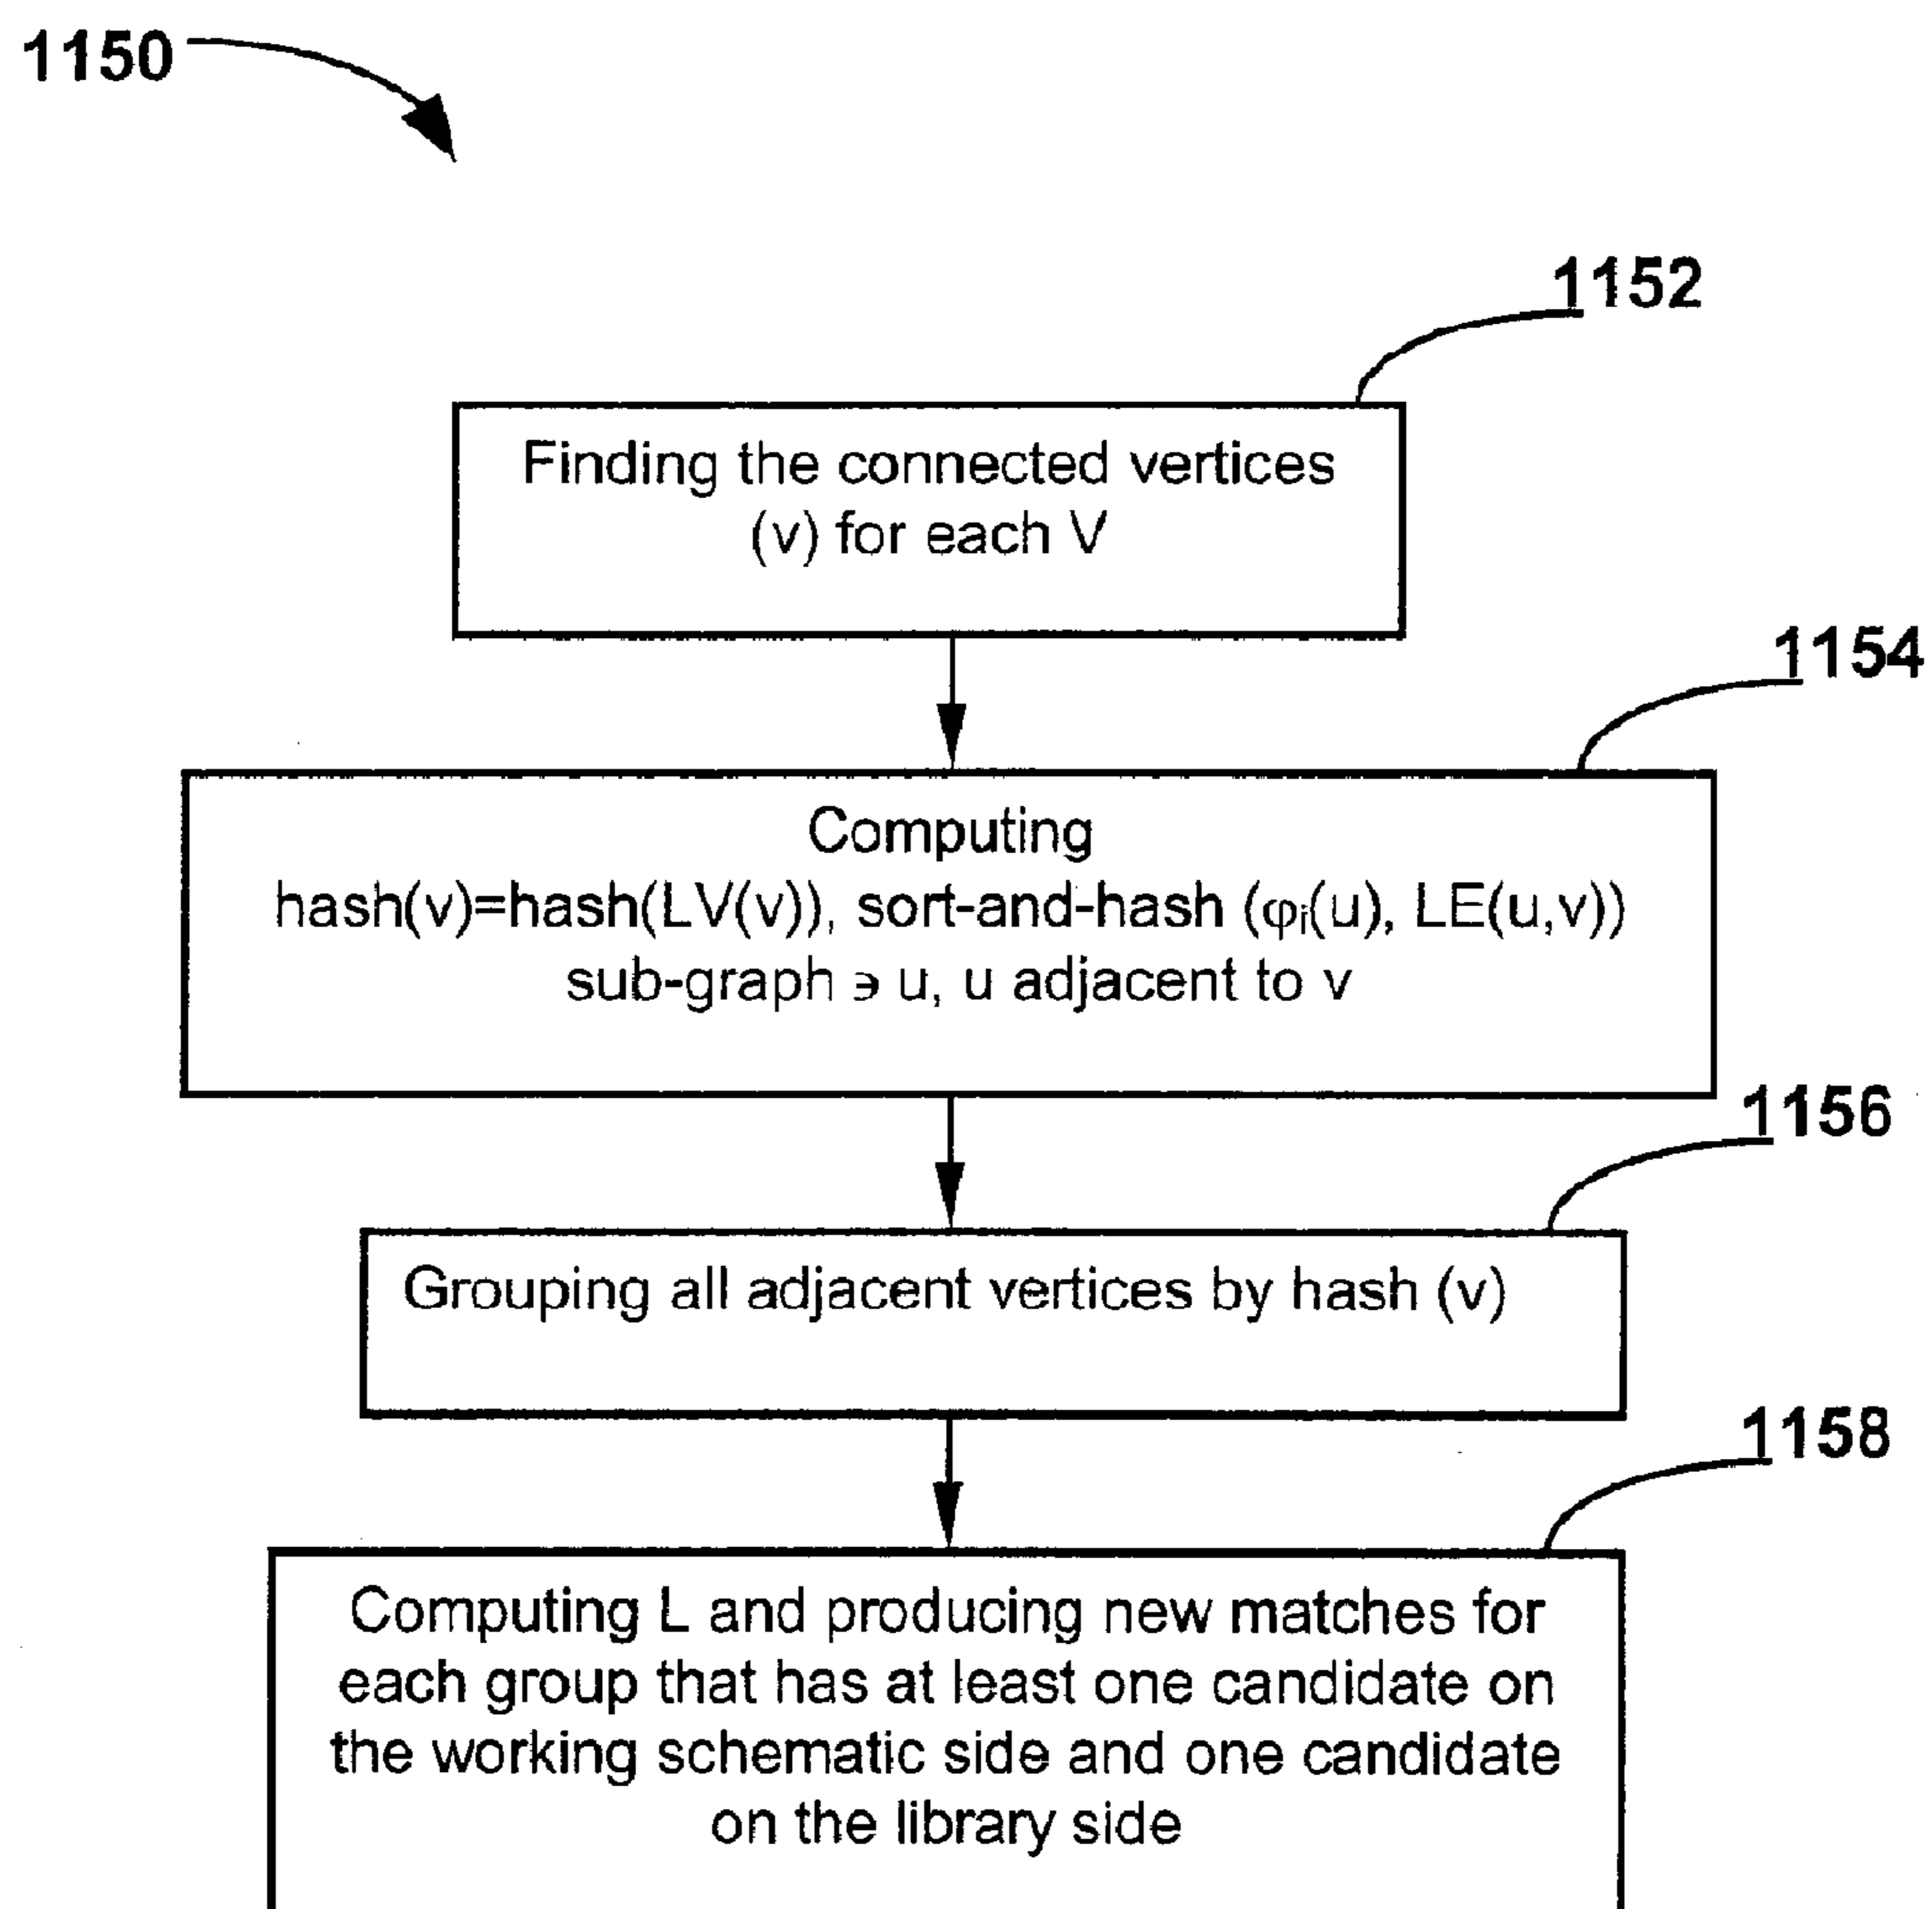 1150
1152
Finding the connected vertices
(v) for each V
1154
Computing
hash(v)=hash(LV(v)), sort-and-hash (φᵢ(u), LE(u,v))
sub-graph ∍ u, u adjacent to v
1156
Grouping all adjacent vertices by hash (v)
1158
Computing L and producing new matches for
each group that has at least one candidate on
the working schematic side and one candidate
on the library side